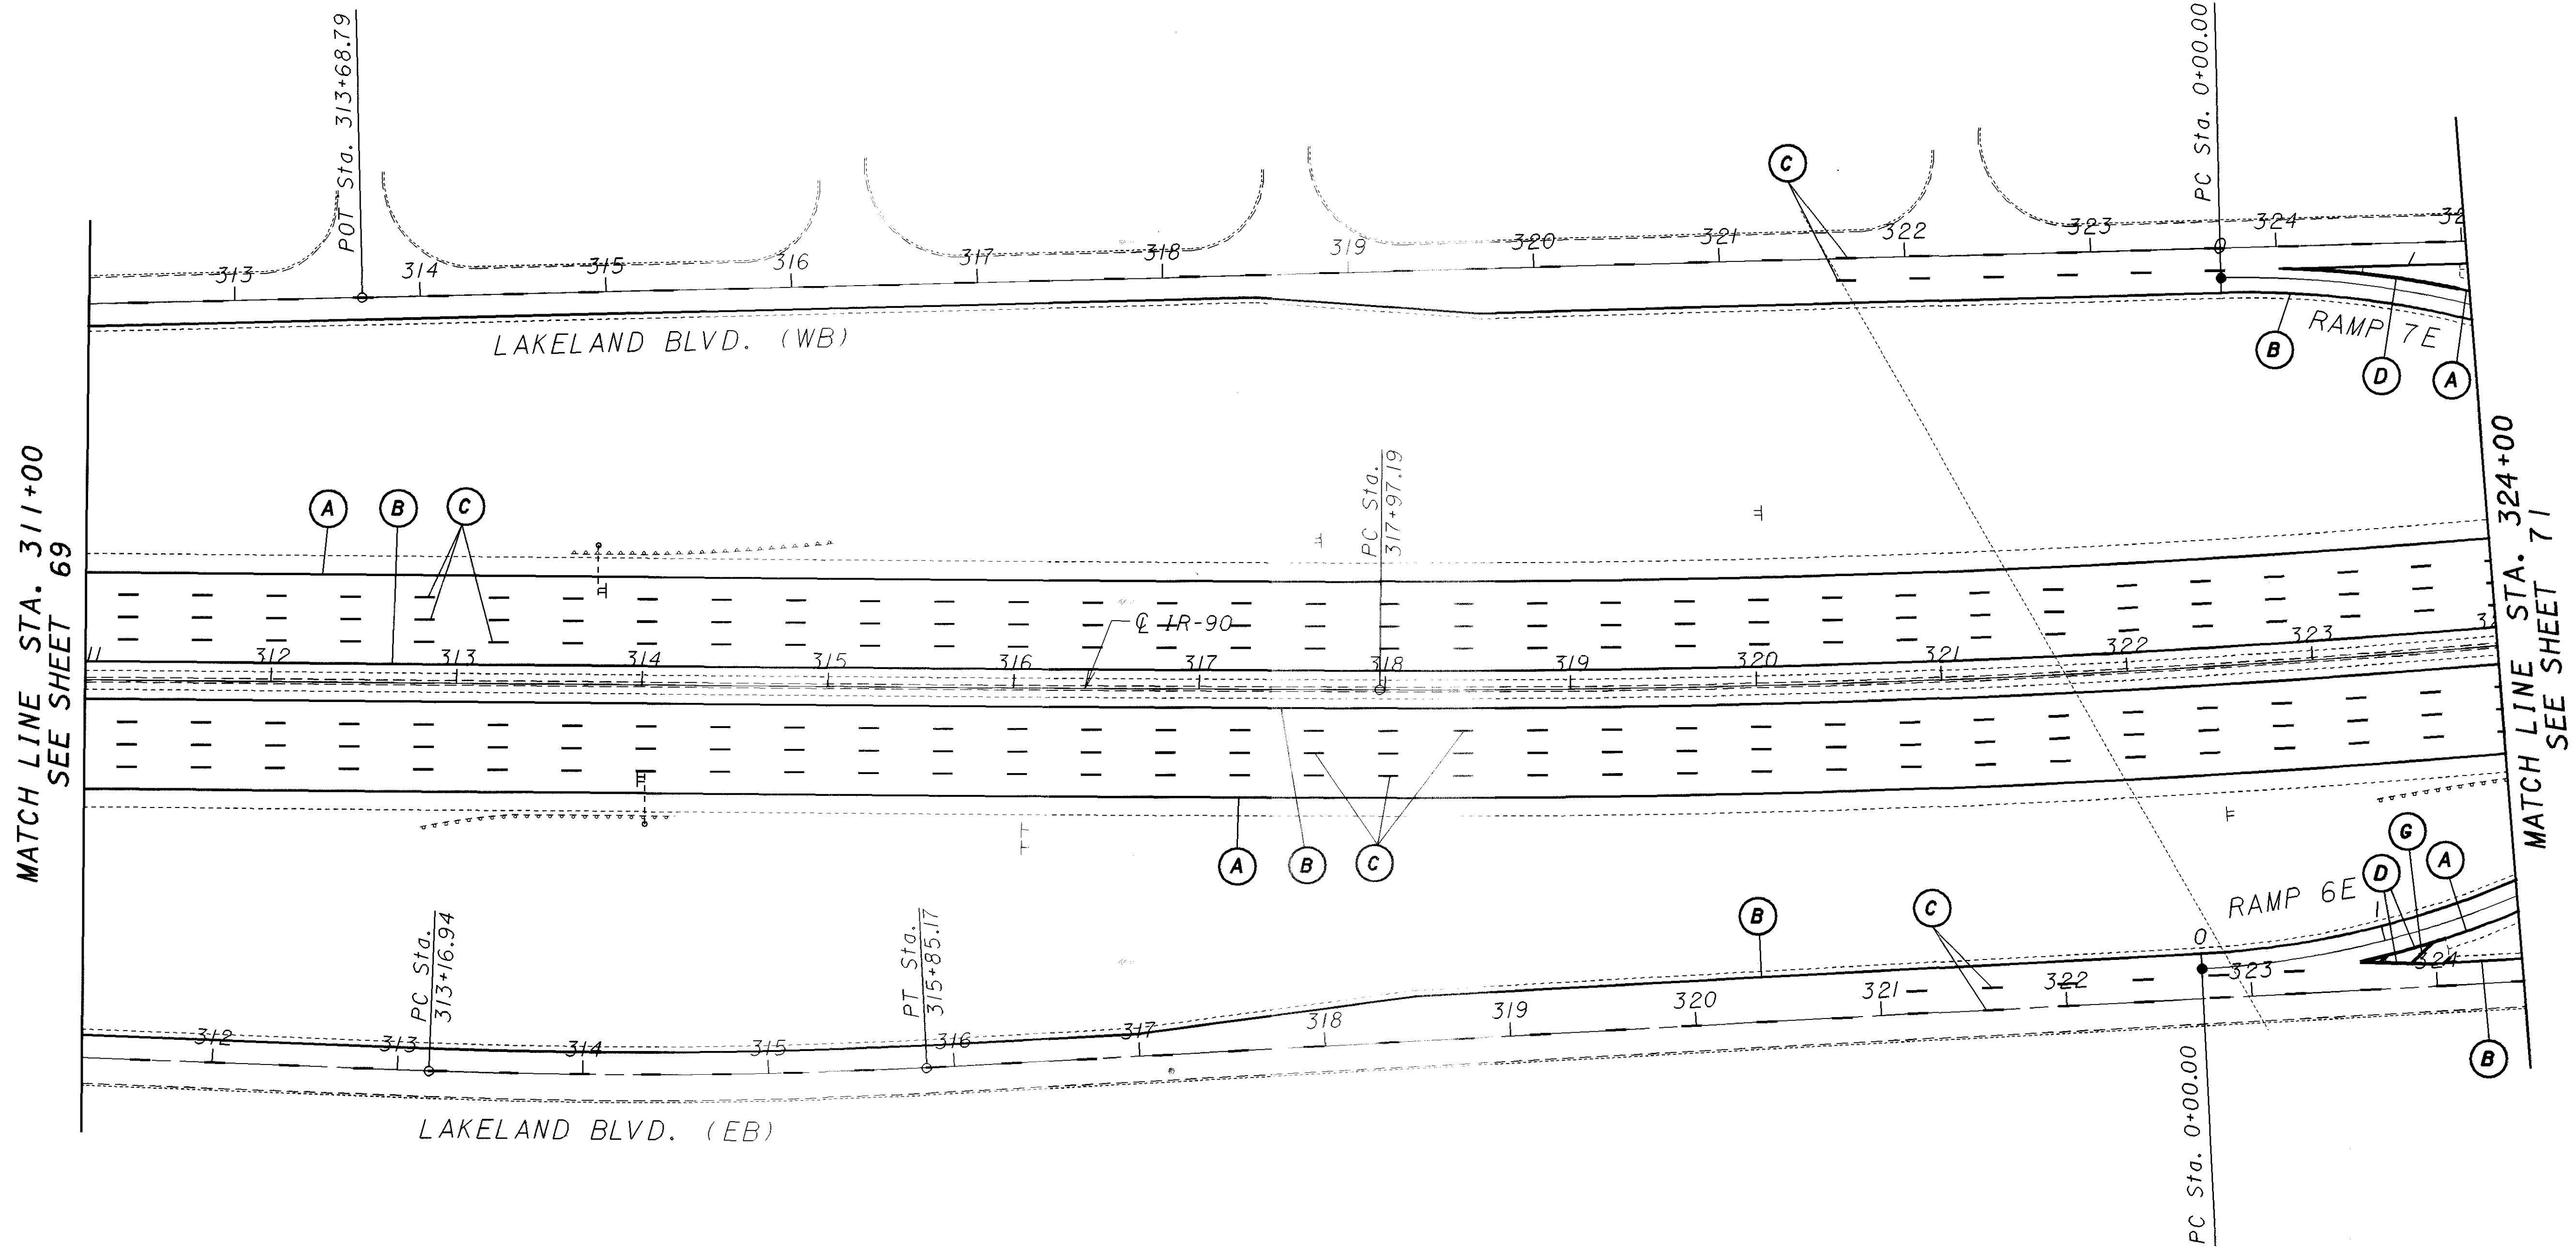 POT Sta. 313+68.79
PC Sta. 0+00.00
C
313 314 315 316 317 318 319 320 321 322 323 0 324 32
1
LAKELAND BLVD. (WB)
RAMP 7E
B D A
MATCH LINE STA. 311+00
SEE SHEET 69
A B C
PC Sta.
317+97.19
℄ IR-90
11 312 313 314 315 316 317 318 319 320 321 322 323 32
MATCH LINE STA. 324+00
SEE SHEET 71
A B C
G
D A
RAMP 6E
1
B C
PC Sta.
313+16.94
PT Sta.
315+85.17
0
312 313 314 315 316 317 318 319 320 321 322 323 324
B
LAKELAND BLVD. (EB)
PC Sta. 0+00.00